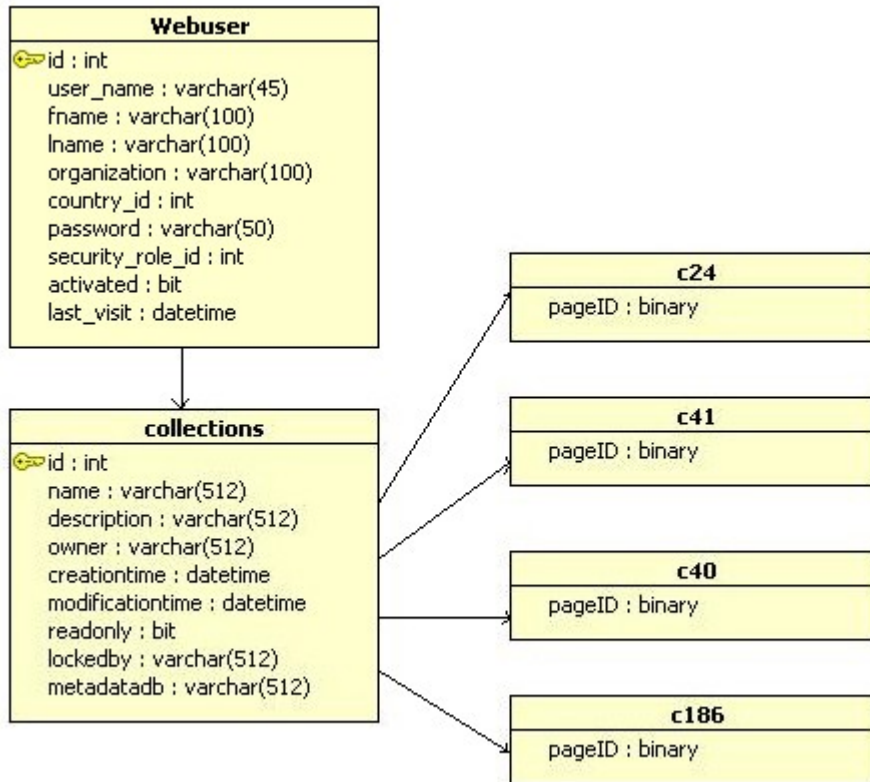 Webuser
id : int
user_name : varchar(45)
fname : varchar(100)
lname : varchar(100)
organization : varchar(100)
country_id : int
password : varchar(50)
security_role_id : int
activated : bit
last_visit : datetime
collections
id : int
name : varchar(512)
description : varchar(512)
owner : varchar(512)
creationtime : datetime
modificationtime : datetime
readonly : bit
lockedby : varchar(512)
metadatadb : varchar(512)
c24
pageID : binary
c41
pageID : binary
c40
pageID : binary
c186
pageID : binary